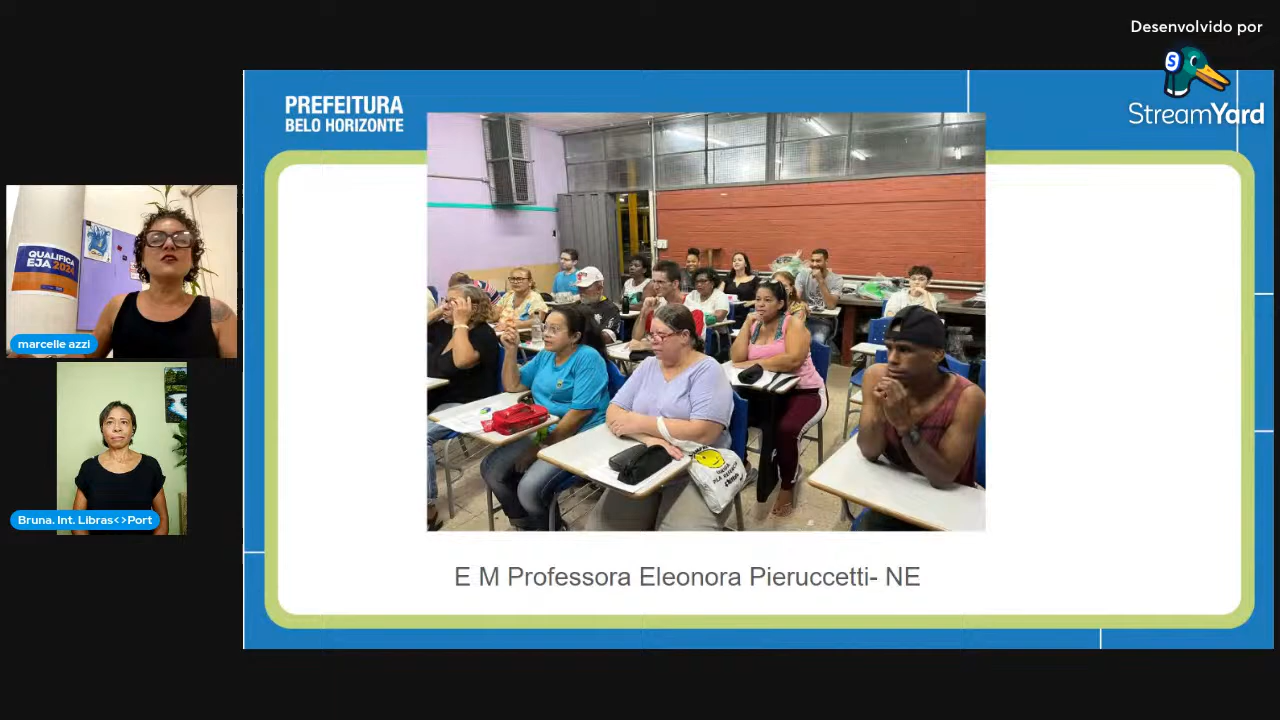 Desenvolvido por
StreamYard
PREFEITURA
BELO HORIZONTE
QUALIFICA
EJA 2024
marcelle azzi
Bruna. Int. Libras<>Port
E M Professora Eleonora Pieruccetti- NE